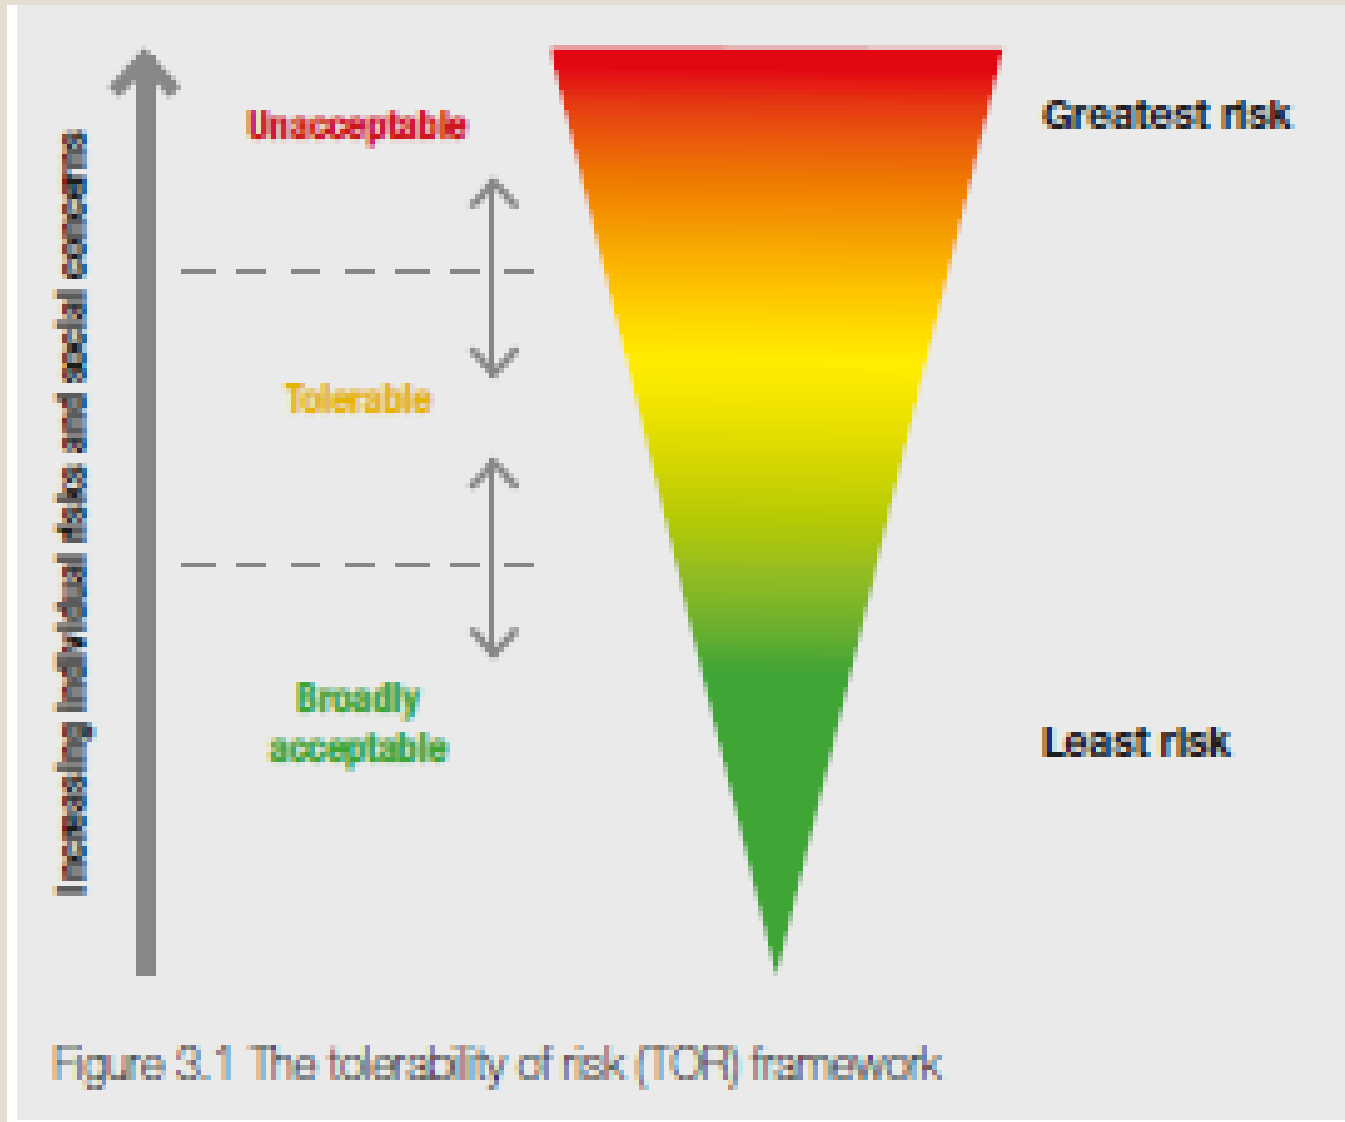 Increasing individual risks and social concerns
Unacceptable
Greatest risk
Tolerable
Broadly
acceptable
Least risk
Figure 3.1 The tolerability of risk (TOR) framework